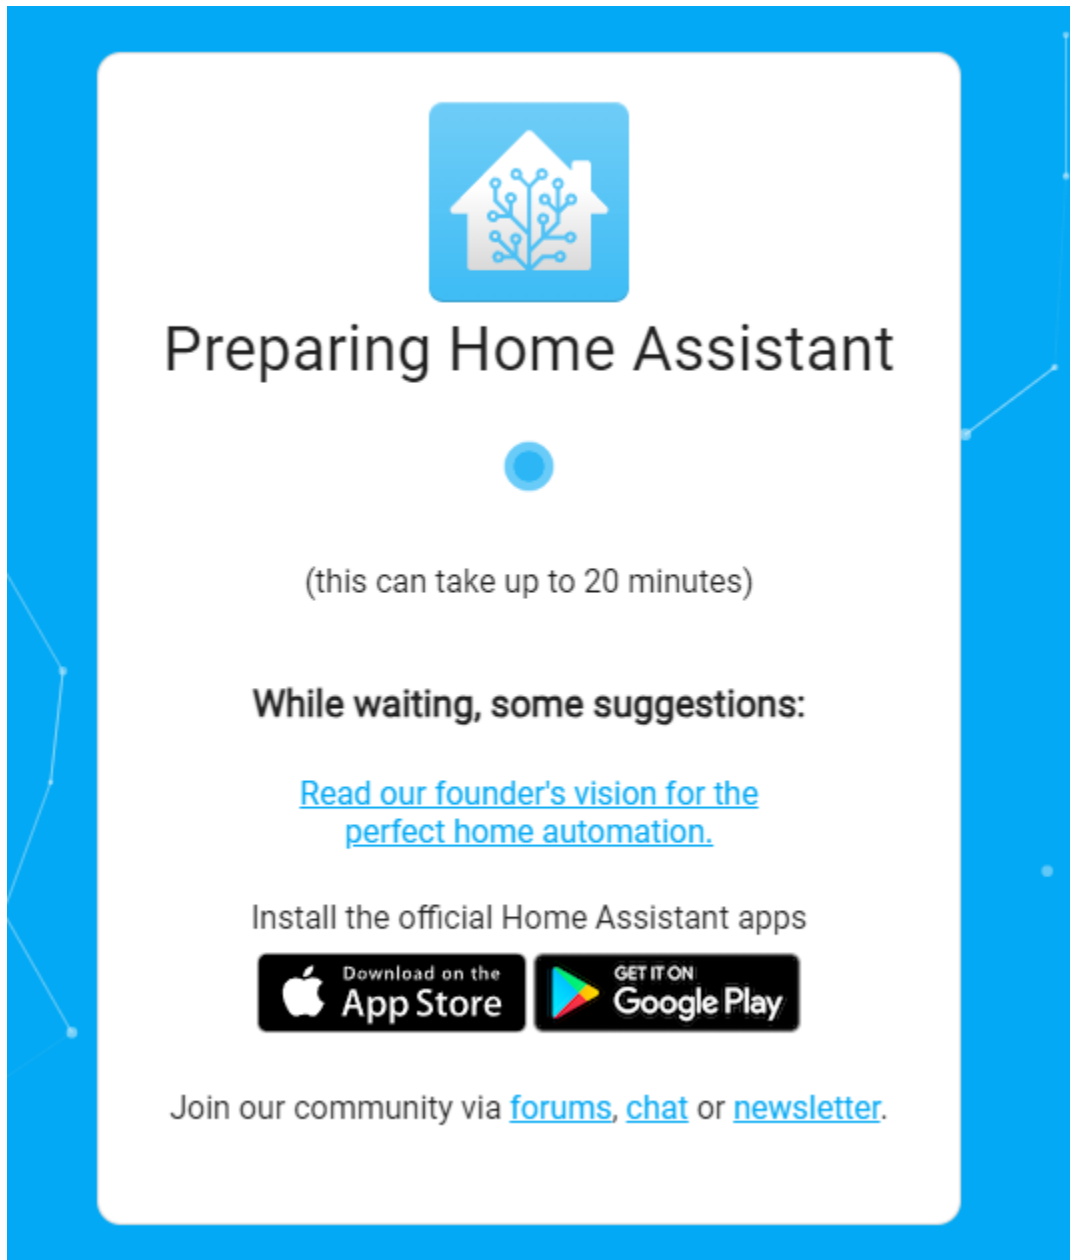 Preparing Home Assistant
(this can take up to 20 minutes)
While waiting, some suggestions:
Read our founder's vision for the
perfect home automation.
Install the official Home Assistant apps
Download on the
App Store
GET IT ON
Google Play
Join our community via forums, chat or newsletter.